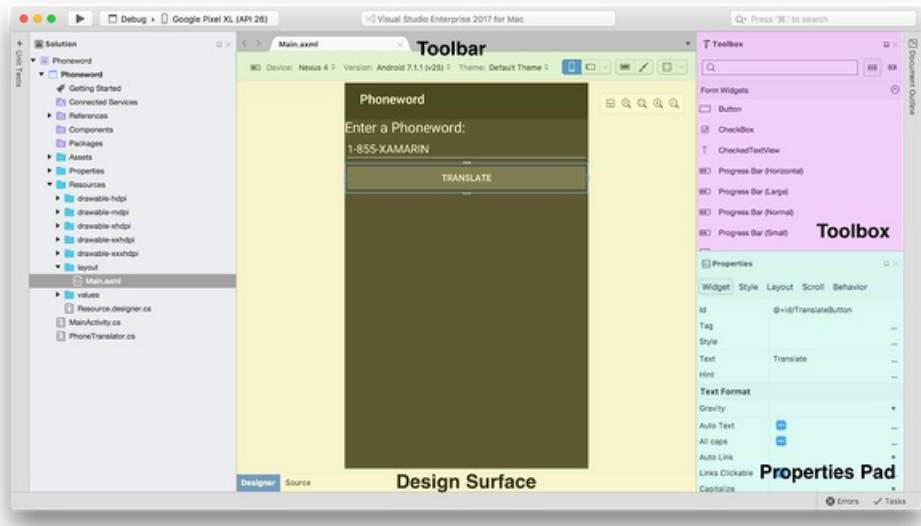 Debug › Google Pixel XL (API 26)
Visual Studio Enterprise 2017 for Mac
Press '⌘.' to search
Unit Tests
Solution
Phoneword
Phoneword
Getting Started
Connected Services
References
Components
Packages
Assets
Properties
Resources
drawable-hdpi
drawable-mdpi
drawable-xhdpi
drawable-xxhdpi
drawable-xxxhdpi
layout
Main.axml
values
Resource.designer.cs
MainActivity.cs
PhoneTranslator.cs
Main.axml
Toolbar
Device: Nexus 4 Version: Android 7.1.1 (v25) Theme: Default Theme
Phoneword
Enter a Phoneword:
1-855-XAMARIN
TRANSLATE
Designer Source
Design Surface
Toolbox
Form Widgets
Button
CheckBox
CheckedTextView
Progress Bar (Horizontal)
Progress Bar (Large)
Progress Bar (Normal)
Progress Bar (Small)
Toolbox
Properties
Widget Style Layout Scroll Behavior
Id @+id/TranslateButton
Tag
Style
Text Translate
Hint
Text Format
Gravity
Auto Text
All caps
Auto Link
Links Clickable
Capitalize
Properties Pad
Document Outline
Errors Tasks